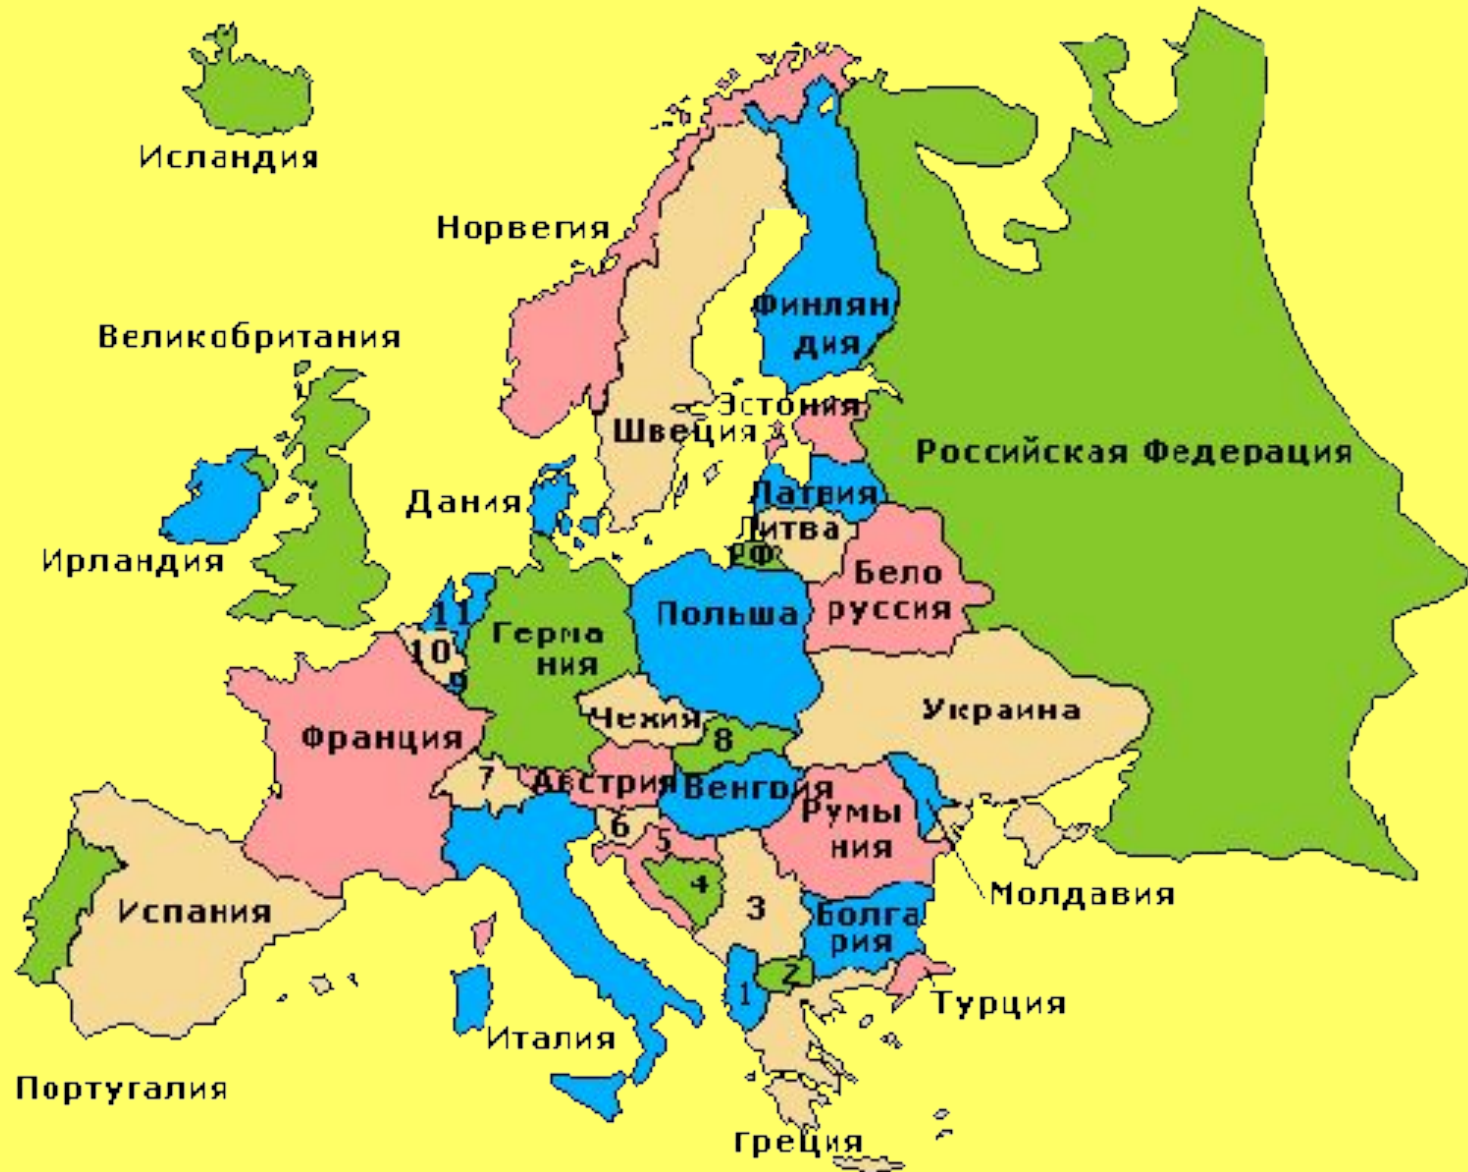 Исландия
Норвегия
Финлян
дия
Великобритания
Эстония
Швеция
Российская Федерация
Дания
Латвия
Литва
РФ
Ирландия
Бело
руссия
11
Польша
Герма
ния
10
9
Чехия
Украина
Франция
8
7
Австрия
Венгрия
Румы
ния
6
5
4
Молдавия
3
Испания
Болга
рия
2
1
Турция
Италия
Португалия
Греция